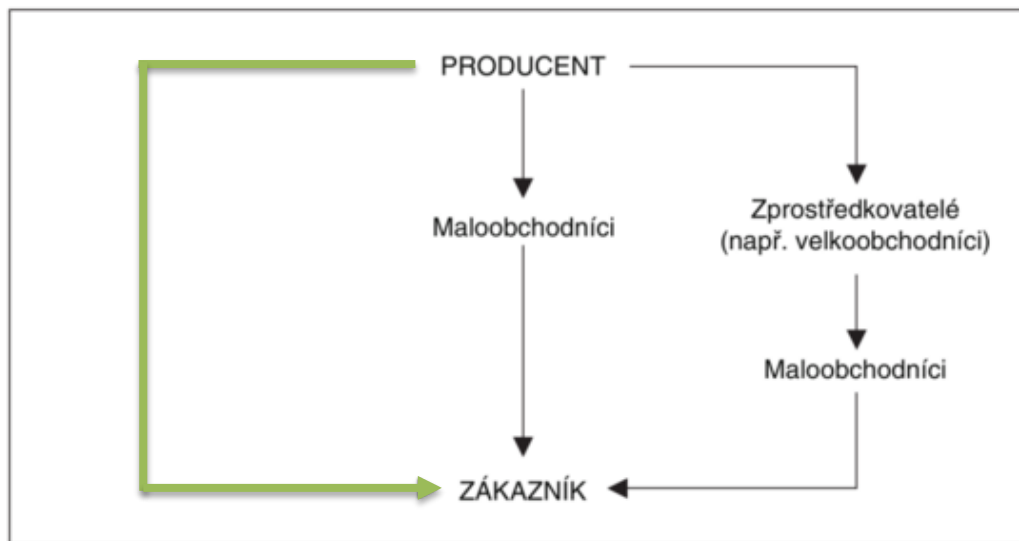 PRODUCENT
Maloobchodníci
Zprostředkovatelé
(např. velkoobchodníci)
Maloobchodníci
ZÁKAZNÍK